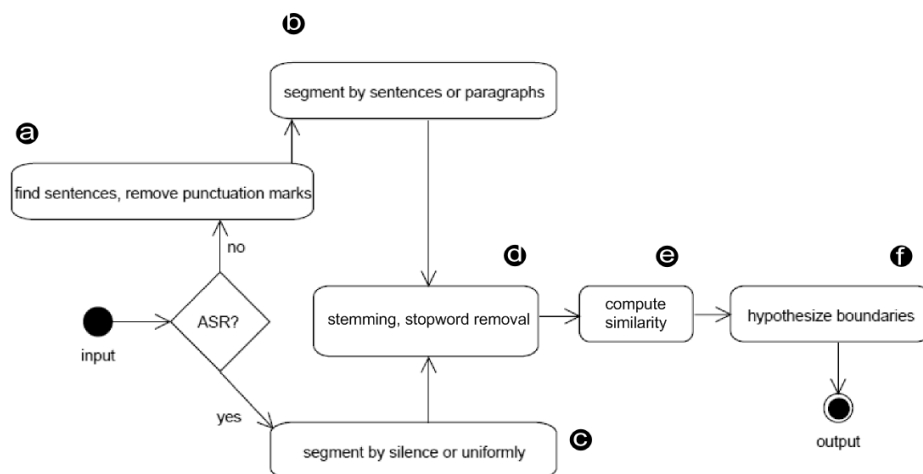 b
segment by sentences or paragraphs
a
find sentences, remove punctuation marks
no
d
e
f
ASR?
stemming, stopword removal
compute
similarity
hypothesize boundaries
input
yes
segment by silence or uniformly
c
output